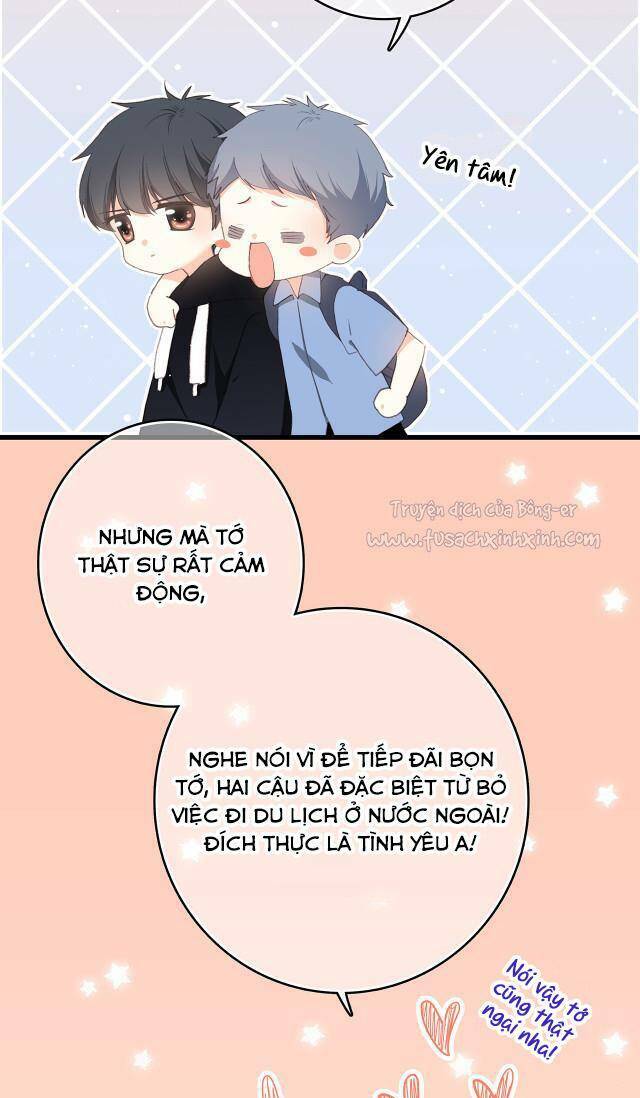 Yên tâm!
Truyện dịch của Bông-er
www.tusachxinhxinh.com
NHƯNG MÀ TỚ
THẬT SỰ RẤT CẢM
ĐỘNG,
NGHE NÓI VÌ ĐỂ TIẾP ĐÃI BỌN
TỚ, HAI CẬU ĐÃ ĐẶC BIỆT TỪ BỎ
VIỆC ĐI DU LỊCH Ở NƯỚC NGOÀI!
ĐÍCH THỰC LÀ TÌNH YÊU A!
Nói vậy tớ
cũng thật
ngại nha!